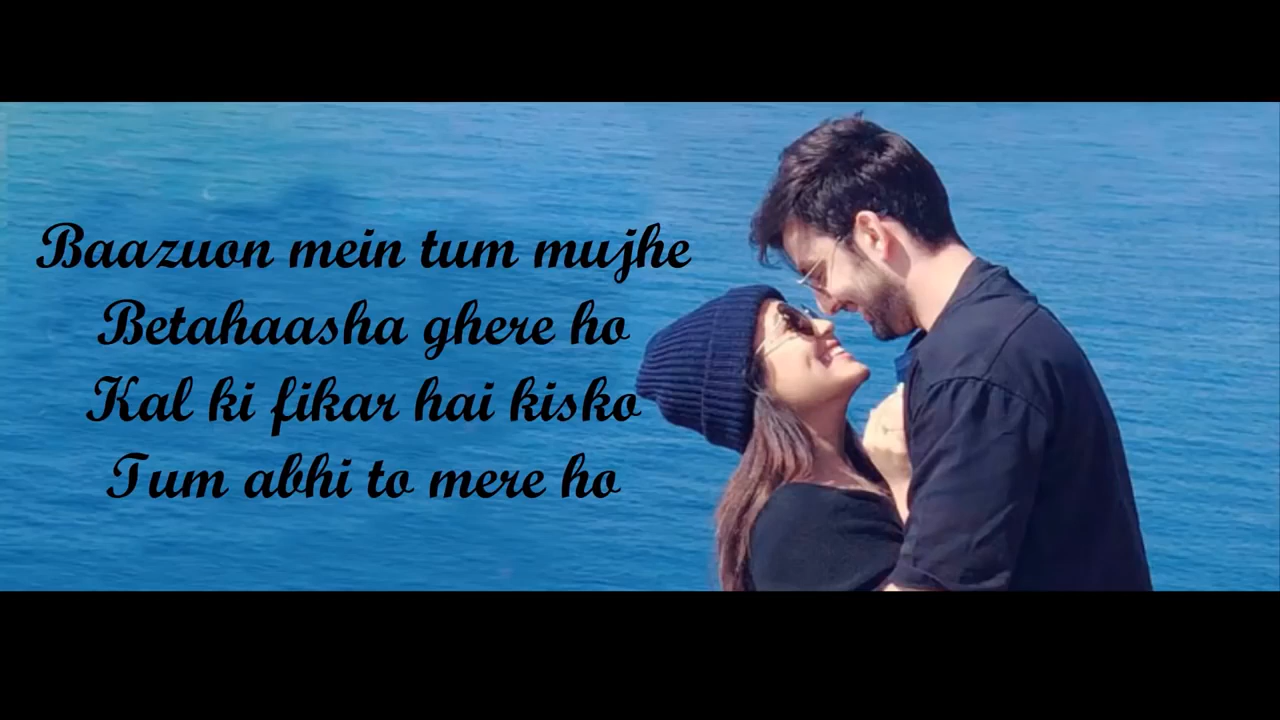 Baazuon mein tum mujhe
Betahaasha ghere ho
Kal ki fikar hai kisko
Tum abhi to mere ho